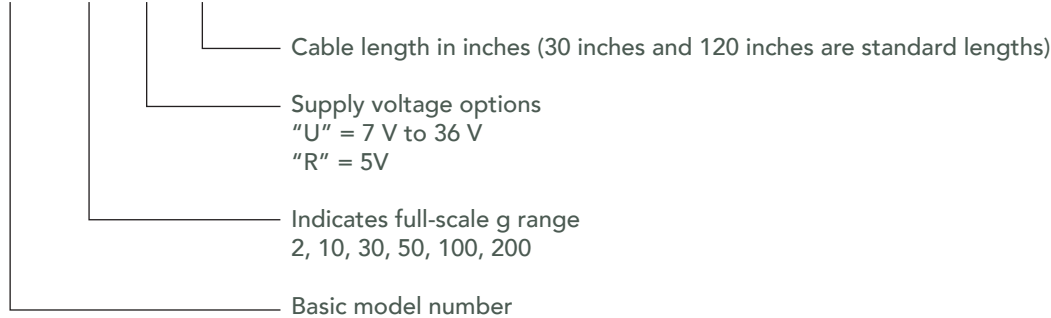 Cable length in inches (30 inches and 120 inches are standard lengths)
Supply voltage options
“U” = 7 V to 36 V
“R” = 5V
Indicates full-scale g range
2, 10, 30, 50, 100, 200
Basic model number